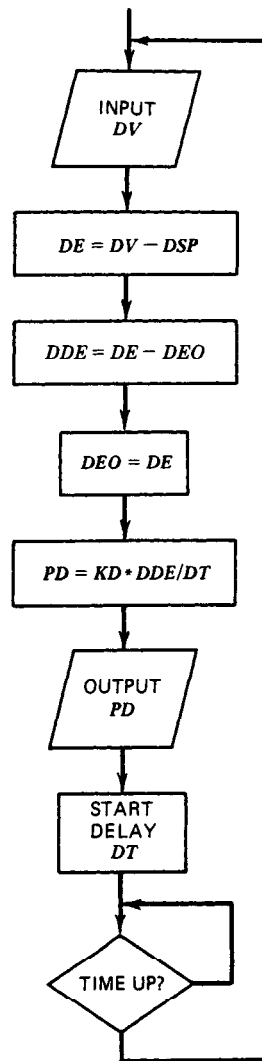 INPUT
DV
DE = DV − DSP
DDE = DE − DEO
DEO = DE
PD = KD * DDE/DT
OUTPUT
PD
START
DELAY
DT
TIME UP?